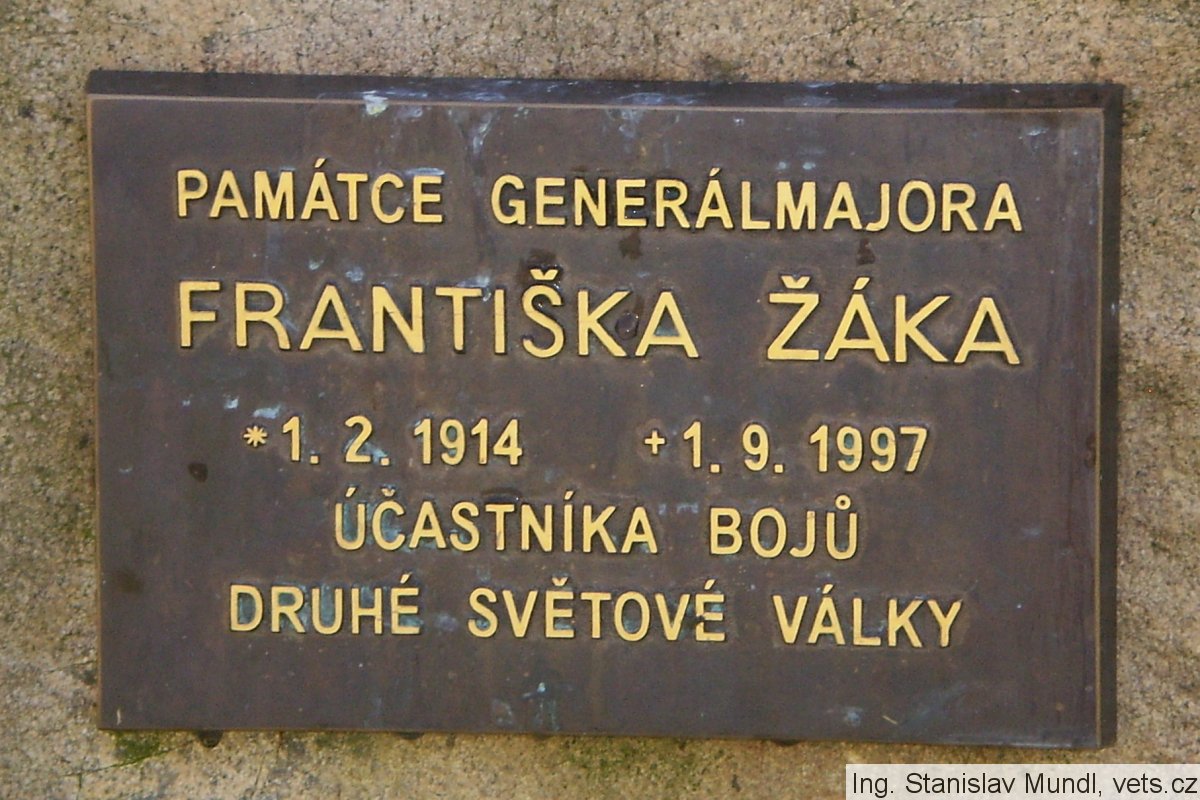 PAMÁTCE GENERÁLMAJORA
FRANTIŠKA ŽÁKA
*1. 2. 1914 +1. 9. 1997
ÚČASTNÍKA BOJŮ
DRUHÉ SVĚTOVÉ VÁLKY
Ing. Stanislav Mundl, vets.cz